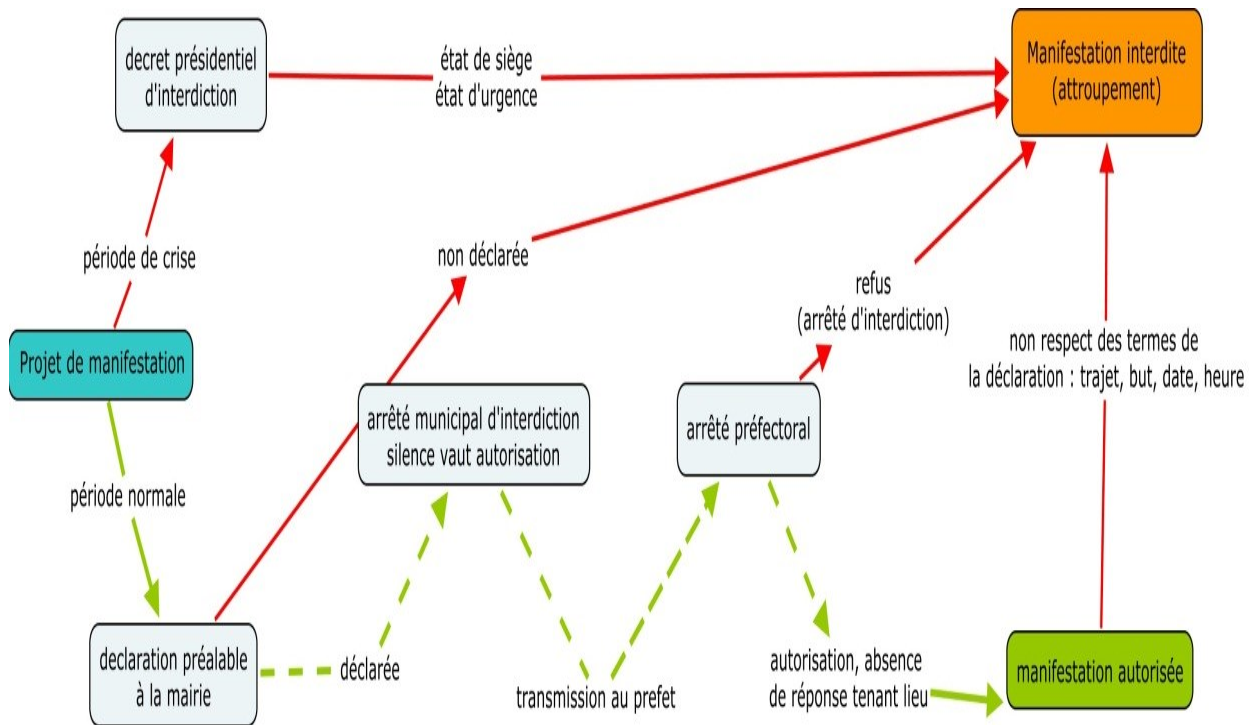 decret présidentiel
d'interdiction
état de siège
état d'urgence
Manifestation interdite
(attroupement)
période de crise
non déclarée
refus
(arrêté d'interdiction)
Projet de manifestation
non respect des termes de
la déclaration : trajet, but, date, heure
arrêté municipal d'interdiction
silence vaut autorisation
arrêté préfectoral
période normale
declaration préalable
à la mairie
déclarée
transmission au prefet
autorisation, absence
de réponse tenant lieu
manifestation autorisée